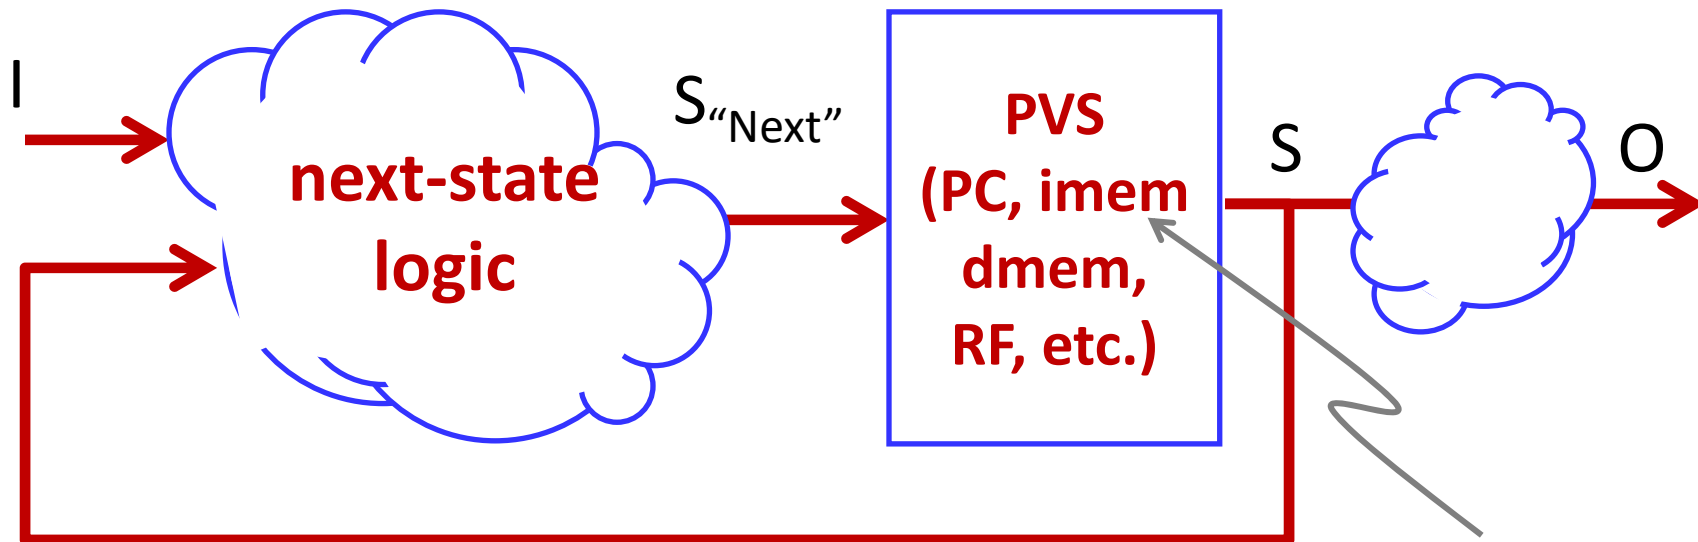 I
next-state
logic
S“Next”
PVS
(PC, imem
dmem,
RF, etc.)
S
O